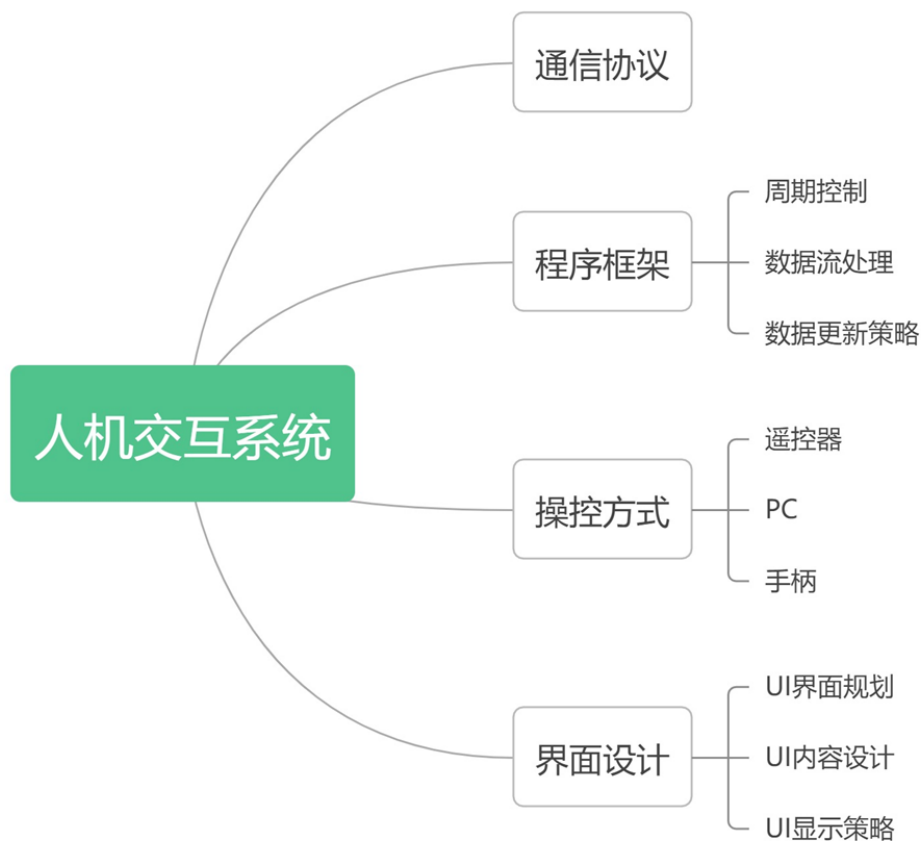 人机交互系统
通信协议
程序框架
周期控制
数据流处理
数据更新策略
操控方式
遥控器
PC
手柄
界面设计
UI界面规划
UI内容设计
UI显示策略